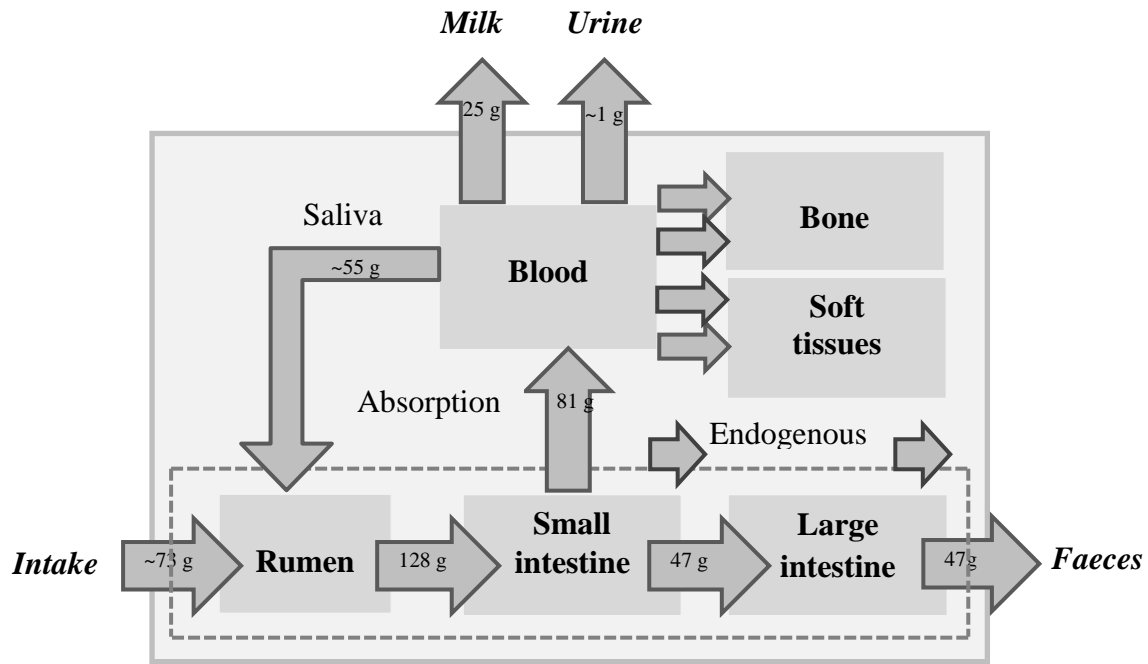 Milk Urine
25 g ~1 g
Saliva
~55 g
Blood
Bone
Soft
tissues
Absorption
81 g
Endogenous
Intake
~73 g
Rumen
128 g
Small
intestine
47 g
Large
intestine
47g
Faeces